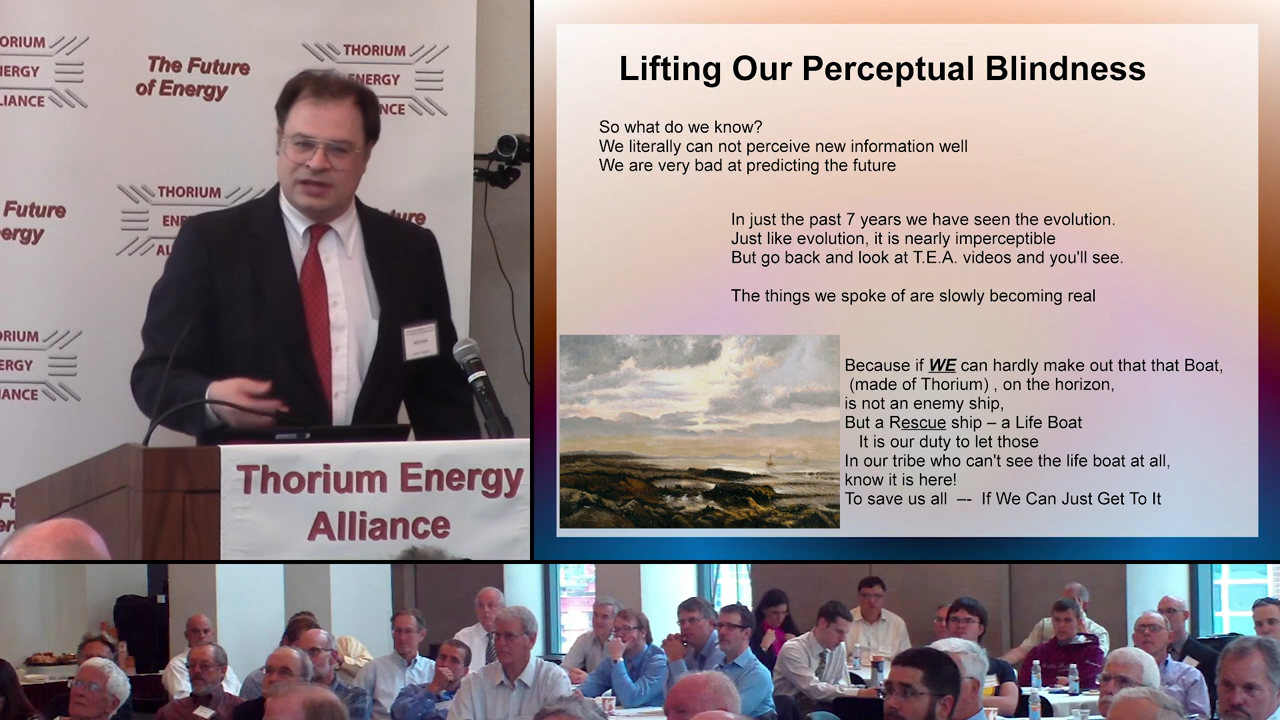 THORIUM
ENERGY
ALLIANCE
The Future
of Energy
THORIUM
ENERGY
Future
THORIUM
Thorium Energy
Alliance
Lifting Our Perceptual Blindness
So what do we know?
We literally can not perceive new information well
We are very bad at predicting the future
In just the past 7 years we have seen the evolution.
Just like evolution, it is nearly imperceptible
But go back and look at T.E.A. videos and you'll see.
The things we spoke of are slowly becoming real
Because if WE can hardly make out that that Boat,
(made of Thorium) , on the horizon,
is not an enemy ship,
But a Rescue ship – a Life Boat
It is our duty to let those
In our tribe who can't see the life boat at all,
know it is here!
To save us all –- If We Can Just Get To It